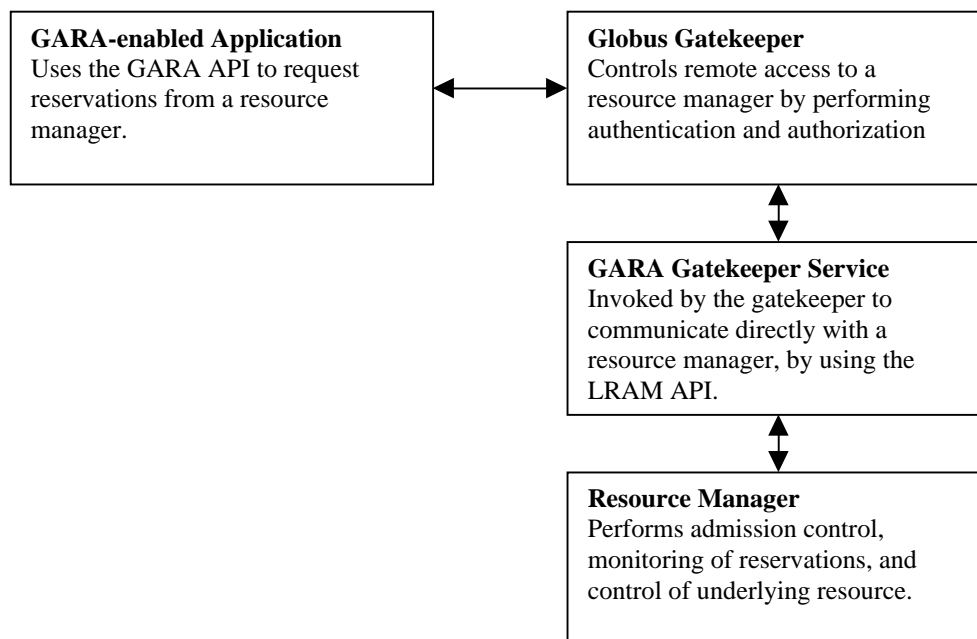 GARA-enabled Application
Uses the GARA API to request
reservations from a resource
manager.
Globus Gatekeeper
Controls remote access to a
resource manager by performing
authentication and authorization
GARA Gatekeeper Service
Invoked by the gatekeeper to
communicate directly with a
resource manager, by using the
LRAM API.
Resource Manager
Performs admission control,
monitoring of reservations, and
control of underlying resource.